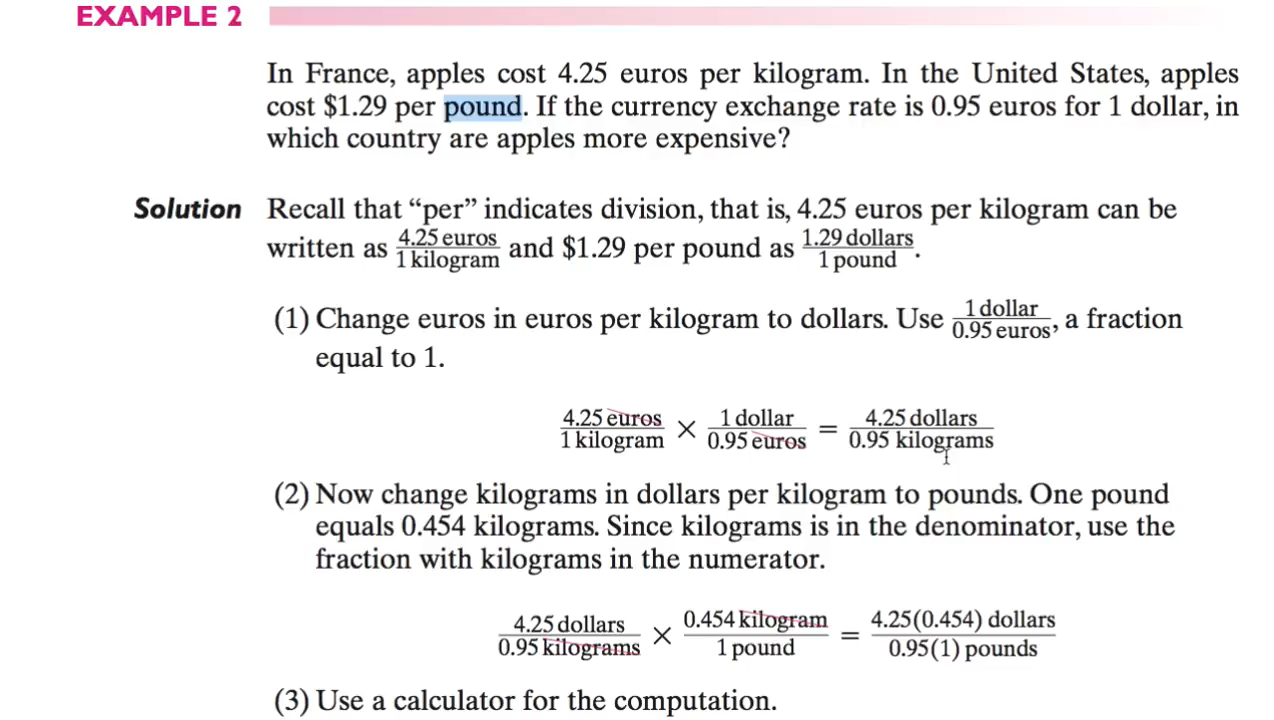 EXAMPLE 2
In France, apples cost 4.25 euros per kilogram. In the United States, apples
cost $1.29 per pound. If the currency exchange rate is 0.95 euros for 1 dollar, in
which country are apples more expensive?
Solution Recall that “per” indicates division, that is, 4.25 euros per kilogram can be
written as 4.25 euros/1 kilogram and $1.29 per pound as 1.29 dollars/1 pound.
(1) Change euros in euros per kilogram to dollars. Use 1 dollar/0.95 euros, a fraction
equal to 1.
4.25 euros/1 kilogram × 1 dollar/0.95 euros = 4.25 dollars/0.95 kilograms
(2) Now change kilograms in dollars per kilogram to pounds. One pound
equals 0.454 kilograms. Since kilograms is in the denominator, use the
fraction with kilograms in the numerator.
4.25 dollars/0.95 kilograms × 0.454 kilogram/1 pound = 4.25(0.454) dollars/0.95(1) pounds
(3) Use a calculator for the computation.